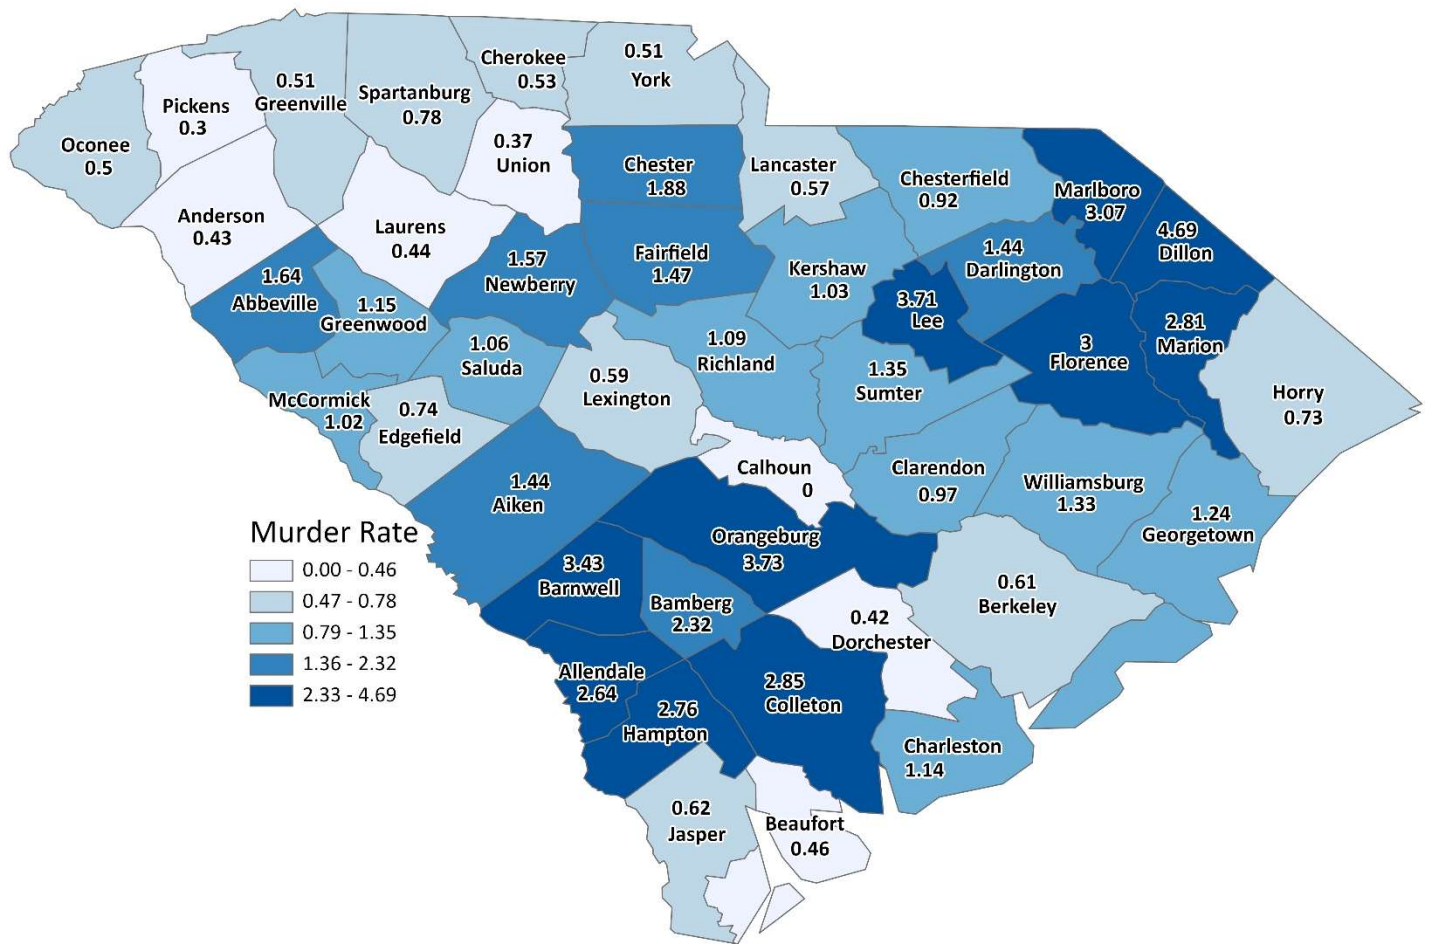 Cherokee
0.53
0.51
York
0.51
Greenville
Spartanburg
0.78
Pickens
0.3
Oconee
0.5
0.37
Union
Chester
1.88
Lancaster
0.57
Chesterfield
0.92
Marlboro
3.07
4.69
Dillon
Anderson
0.43
Laurens
0.44
1.57
Newberry
Fairfield
1.47
Kershaw
1.03
1.44
Darlington
1.64
Abbeville
1.15
Greenwood
3.71
Lee
3
Florence
2.81
Marion
1.06
Saluda
1.09
Richland
1.35
Sumter
0.59
Lexington
Horry
0.73
McCormick
1.02
0.74
Edgefield
Calhoun
0
Clarendon
0.97
Williamsburg
1.33
1.24
Georgetown
1.44
Aiken
Orangeburg
3.73
3.43
Barnwell
Bamberg
2.32
0.61
Berkeley
0.42
Dorchester
Allendale
2.64
2.76
Hampton
2.85
Colleton
Charleston
1.14
0.62
Jasper
Beaufort
0.46
Murder Rate
0.00 - 0.46
0.47 - 0.78
0.79 - 1.35
1.36 - 2.32
2.33 - 4.69